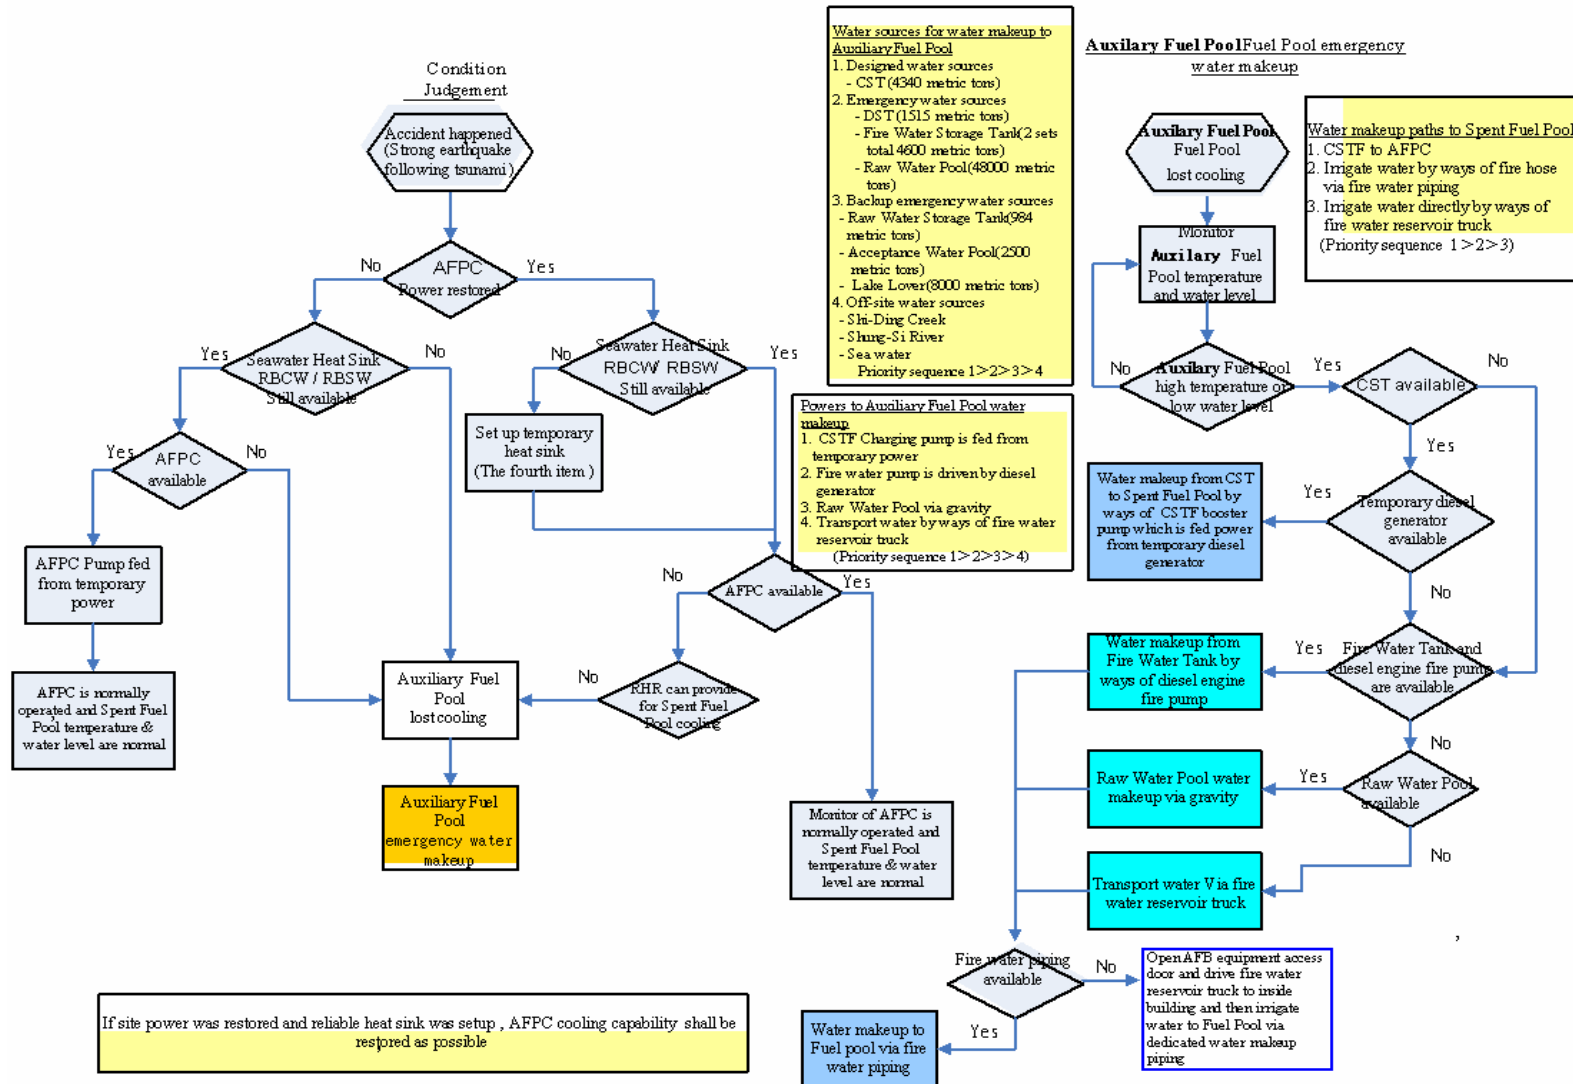 Condition
Judgement
Accident happened
(Strong earthquake
following tsunami)
AFPC
Power restored
No
Yes
Seawater Heat Sink
RBCW / RBSW
Still available
Yes
No
Seawater Heat Sink
RBCW/ RBSW
Still available
No
Yes
AFPC
available
Yes
No
Set up temporary
heat sink
(The fourth item )
AFPC Pump fed
from temporary
power
AFPC is normally
operated and Spent Fuel
Pool temperature &
water level are normal
Auxiliary Fuel
Pool
lost cooling
Auxiliary Fuel
Pool
emergency water
makeup
AFPC available
No
Yes
RHR can provide
for Spent Fuel
Pool cooling
No
Monitor of AFPC is
normally operated and
Spent Fuel Pool
temperature & water
level are normal
If site power was restored and reliable heat sink was setup , AFPC cooling capability shall be
restored as possible
Water sources for water makeup to
Auxiliary Fuel Pool
1. Designed water sources
- CST (4340 metric tons)
2. Emergency water sources
- DST (1515 metric tons)
- Fire Water Storage Tank(2 sets
total 4600 metric tons)
- Raw Water Pool(48000 metric
tons)
3. Backup emergency water sources
- Raw Water Storage Tank(984
metric tons)
- Acceptance Water Pool(2500
metric tons)
- Lake Lover(8000 metric tons)
4. Off-site water sources
- Shi-Ding Creek
- Shung-Si River
- Sea water
Priority sequence 1>2>3>4
Powers to Auxiliary Fuel Pool water
makeup
1. CSTF Charging pump is fed from
temporary power
2. Fire water pump is driven by diesel
generator
3. Raw Water Pool via gravity
4. Transport water by ways of fire water
reservoir truck
(Priority sequence 1>2>3>4)
Auxilary Fuel Pool Fuel Pool emergency
water makeup
Auxilary Fuel Pool
Fuel Pool
lost cooling
Water makeup paths to Spent Fuel Pool
1. CSTF to AFPC
2. Irrigate water by ways of fire hose
via fire water piping
3. Irrigate water directly by ways of
fire water reservoir truck
(Priority sequence 1>2>3)
Monitor
Auxilary Fuel
Pool temperature
and water level
Auxilary Fuel Pool
high temperature or
low water level
No
Yes
CST available
No
Yes
Temporary diesel
generator
available
Yes
No
Water makeup from CST
to Spent Fuel Pool by
ways of CSTF booster
pump which is fed power
from temporary diesel
generator
Fire Water Tank and
diesel engine fire pump
are available
Yes
No
Water makeup from
Fire Water Tank by
ways of diesel engine
fire pump
Raw Water Pool
available
Yes
No
Raw Water Pool water
makeup via gravity
Transport water Via fire
water reservoir truck
,
Fire water piping
available
No
Yes
Open AFB equipment access
door and drive fire water
reservoir truck to inside
building and then irrigate
water to Fuel Pool via
dedicated water makeup
piping
Water makeup to
Fuel pool via fire
water piping